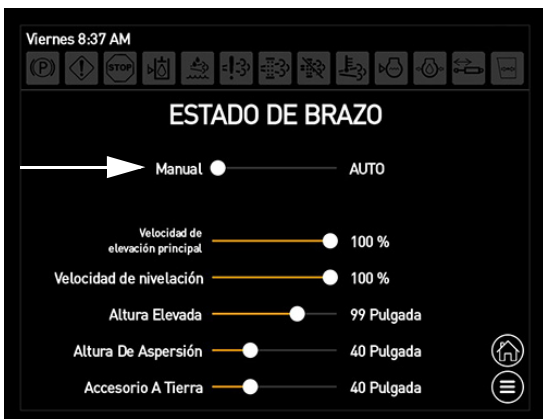 Viernes 8:37 AM
(P) STOP
ESTADO DE BRAZO
Manual AUTO
Velocidad de
elevación principal 100 %
Velocidad de nivelación 100 %
Altura Elevada 99 Pulgada
Altura De Aspersión 40 Pulgada
Accesorio A Tierra 40 Pulgada